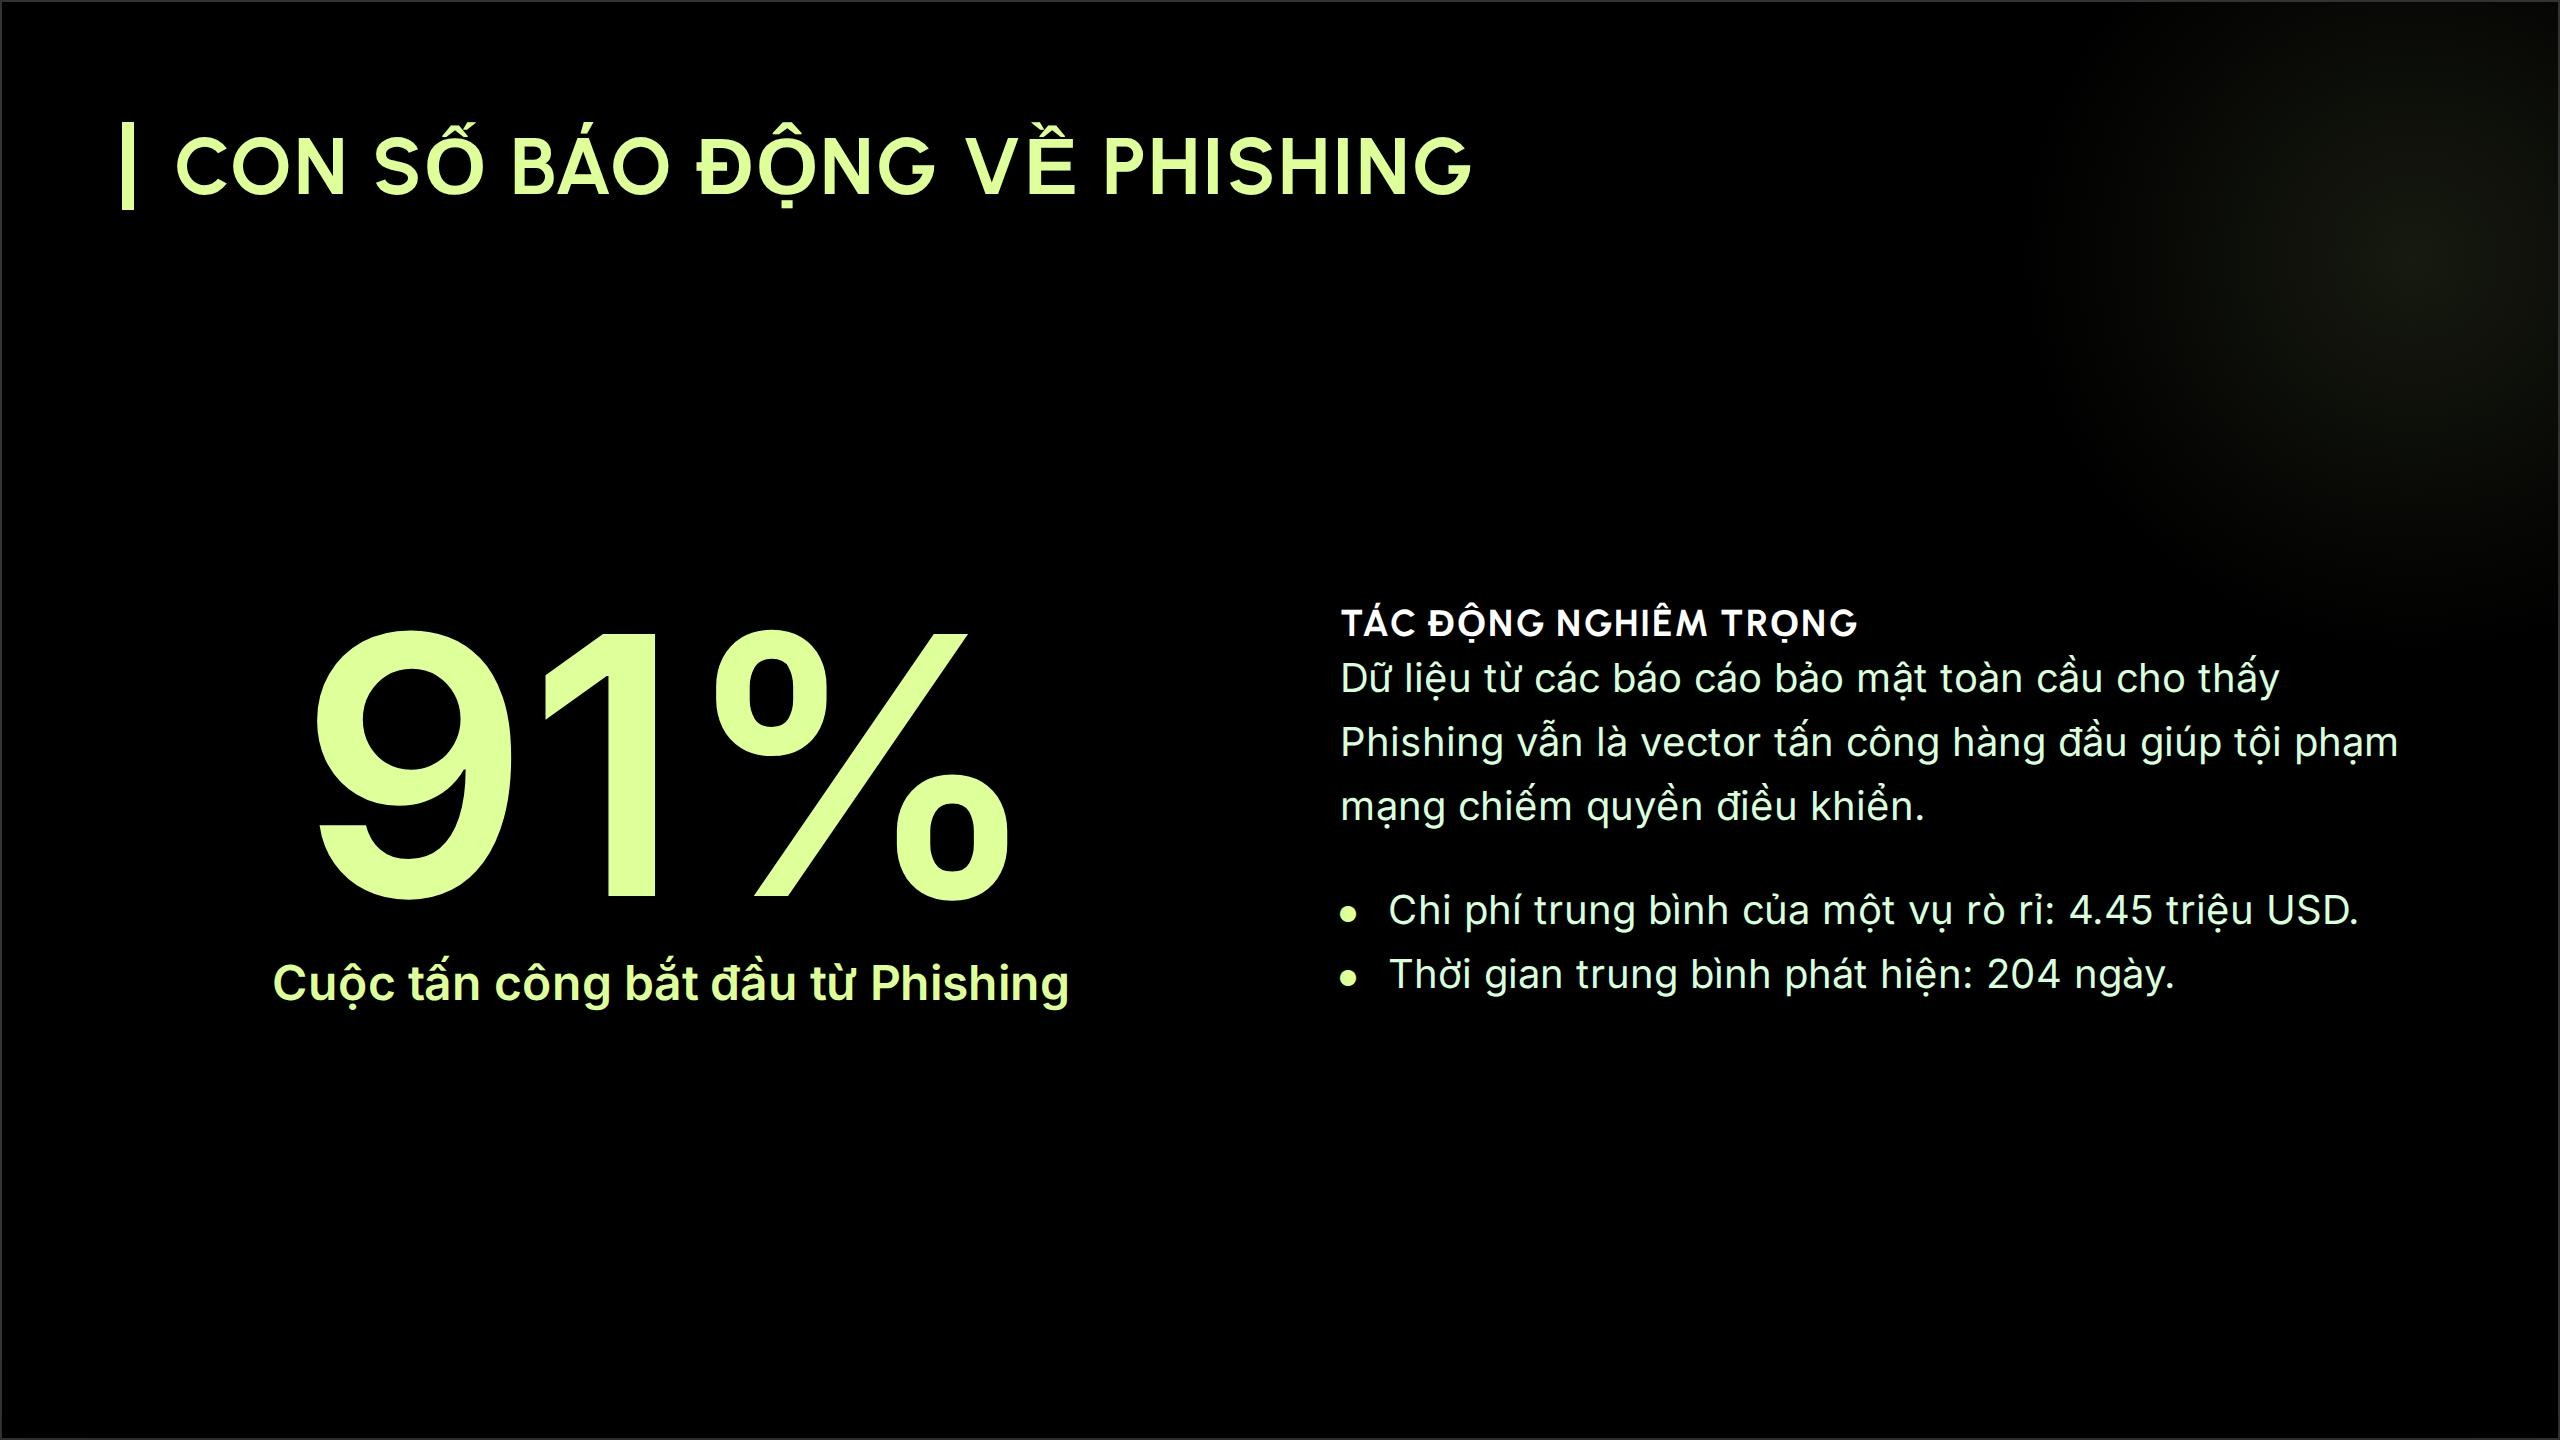 CON SỐ BÁO ĐỘNG VỀ PHISHING
91%
Cuộc tấn công bắt đầu từ Phishing
TÁC ĐỘNG NGHIÊM TRỌNG
Dữ liệu từ các báo cáo bảo mật toàn cầu cho thấy
Phishing vẫn là vector tấn công hàng đầu giúp tội phạm
mạng chiếm quyền điều khiển.
• Chi phí trung bình của một vụ rò rỉ: 4.45 triệu USD.
• Thời gian trung bình phát hiện: 204 ngày.